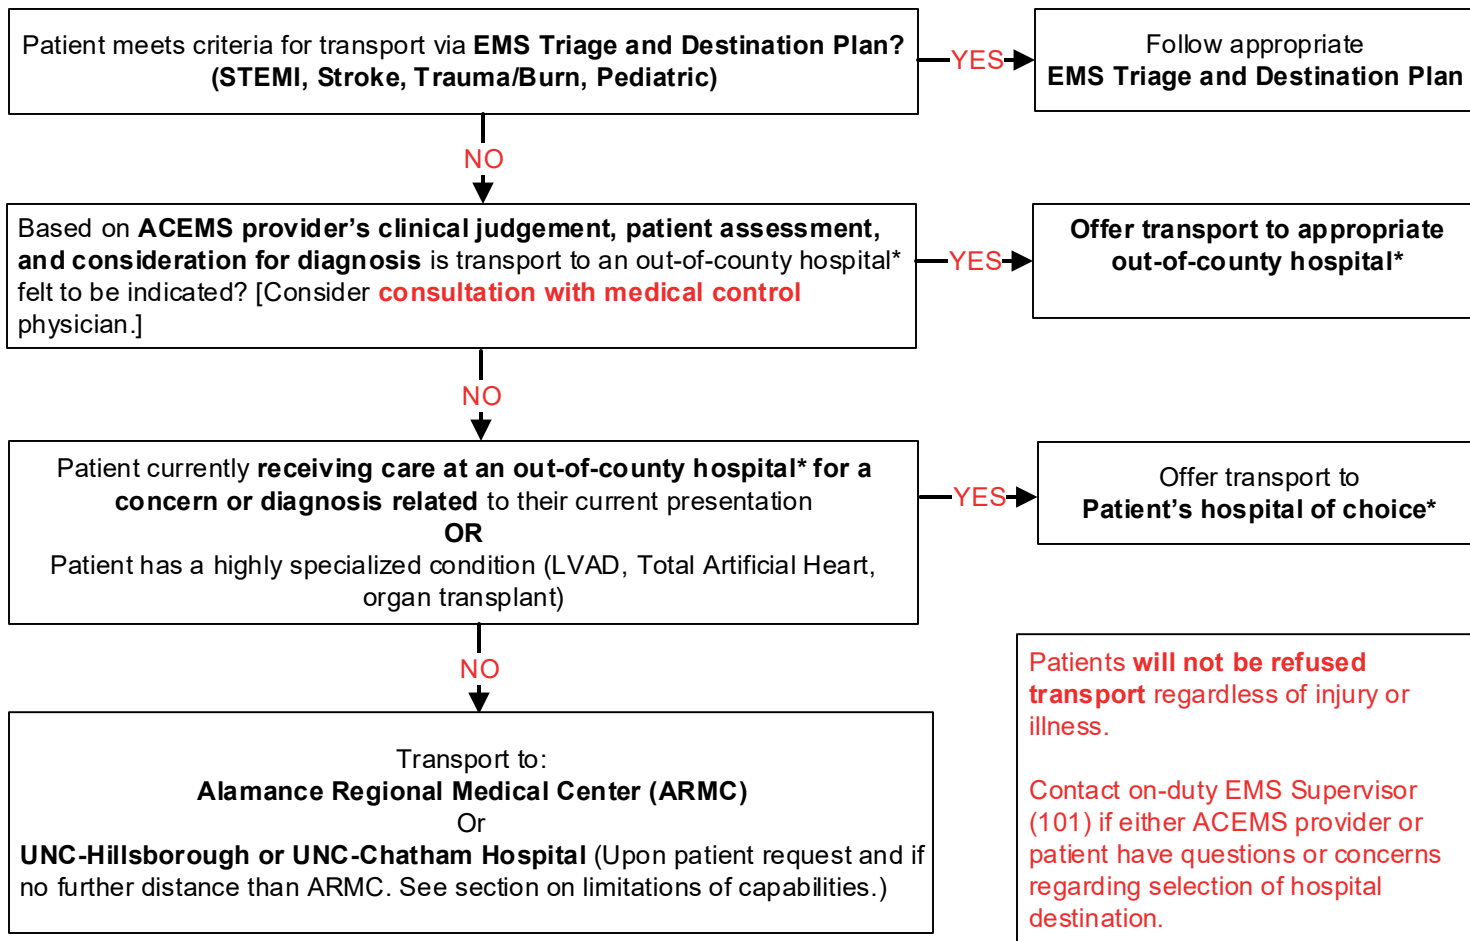 Patient meets criteria for transport via EMS Triage and Destination Plan?
(STEMI, Stroke, Trauma/Burn, Pediatric)
YES
Follow appropriate
EMS Triage and Destination Plan
NO
Based on ACEMS provider’s clinical judgement, patient assessment,
and consideration for diagnosis is transport to an out-of-county hospital*
felt to be indicated? [Consider consultation with medical control
physician.]
YES
Offer transport to appropriate
out-of-county hospital*
NO
Patient currently receiving care at an out-of-county hospital* for a
concern or diagnosis related to their current presentation
OR
Patient has a highly specialized condition (LVAD, Total Artificial Heart,
organ transplant)
YES
Offer transport to
Patient’s hospital of choice*
NO
Transport to:
Alamance Regional Medical Center (ARMC)
Or
UNC-Hillsborough or UNC-Chatham Hospital (Upon patient request and if
no further distance than ARMC. See section on limitations of capabilities.)
Patients will not be refused
transport regardless of injury or
illness.
Contact on-duty EMS Supervisor
(101) if either ACEMS provider or
patient have questions or concerns
regarding selection of hospital
destination.